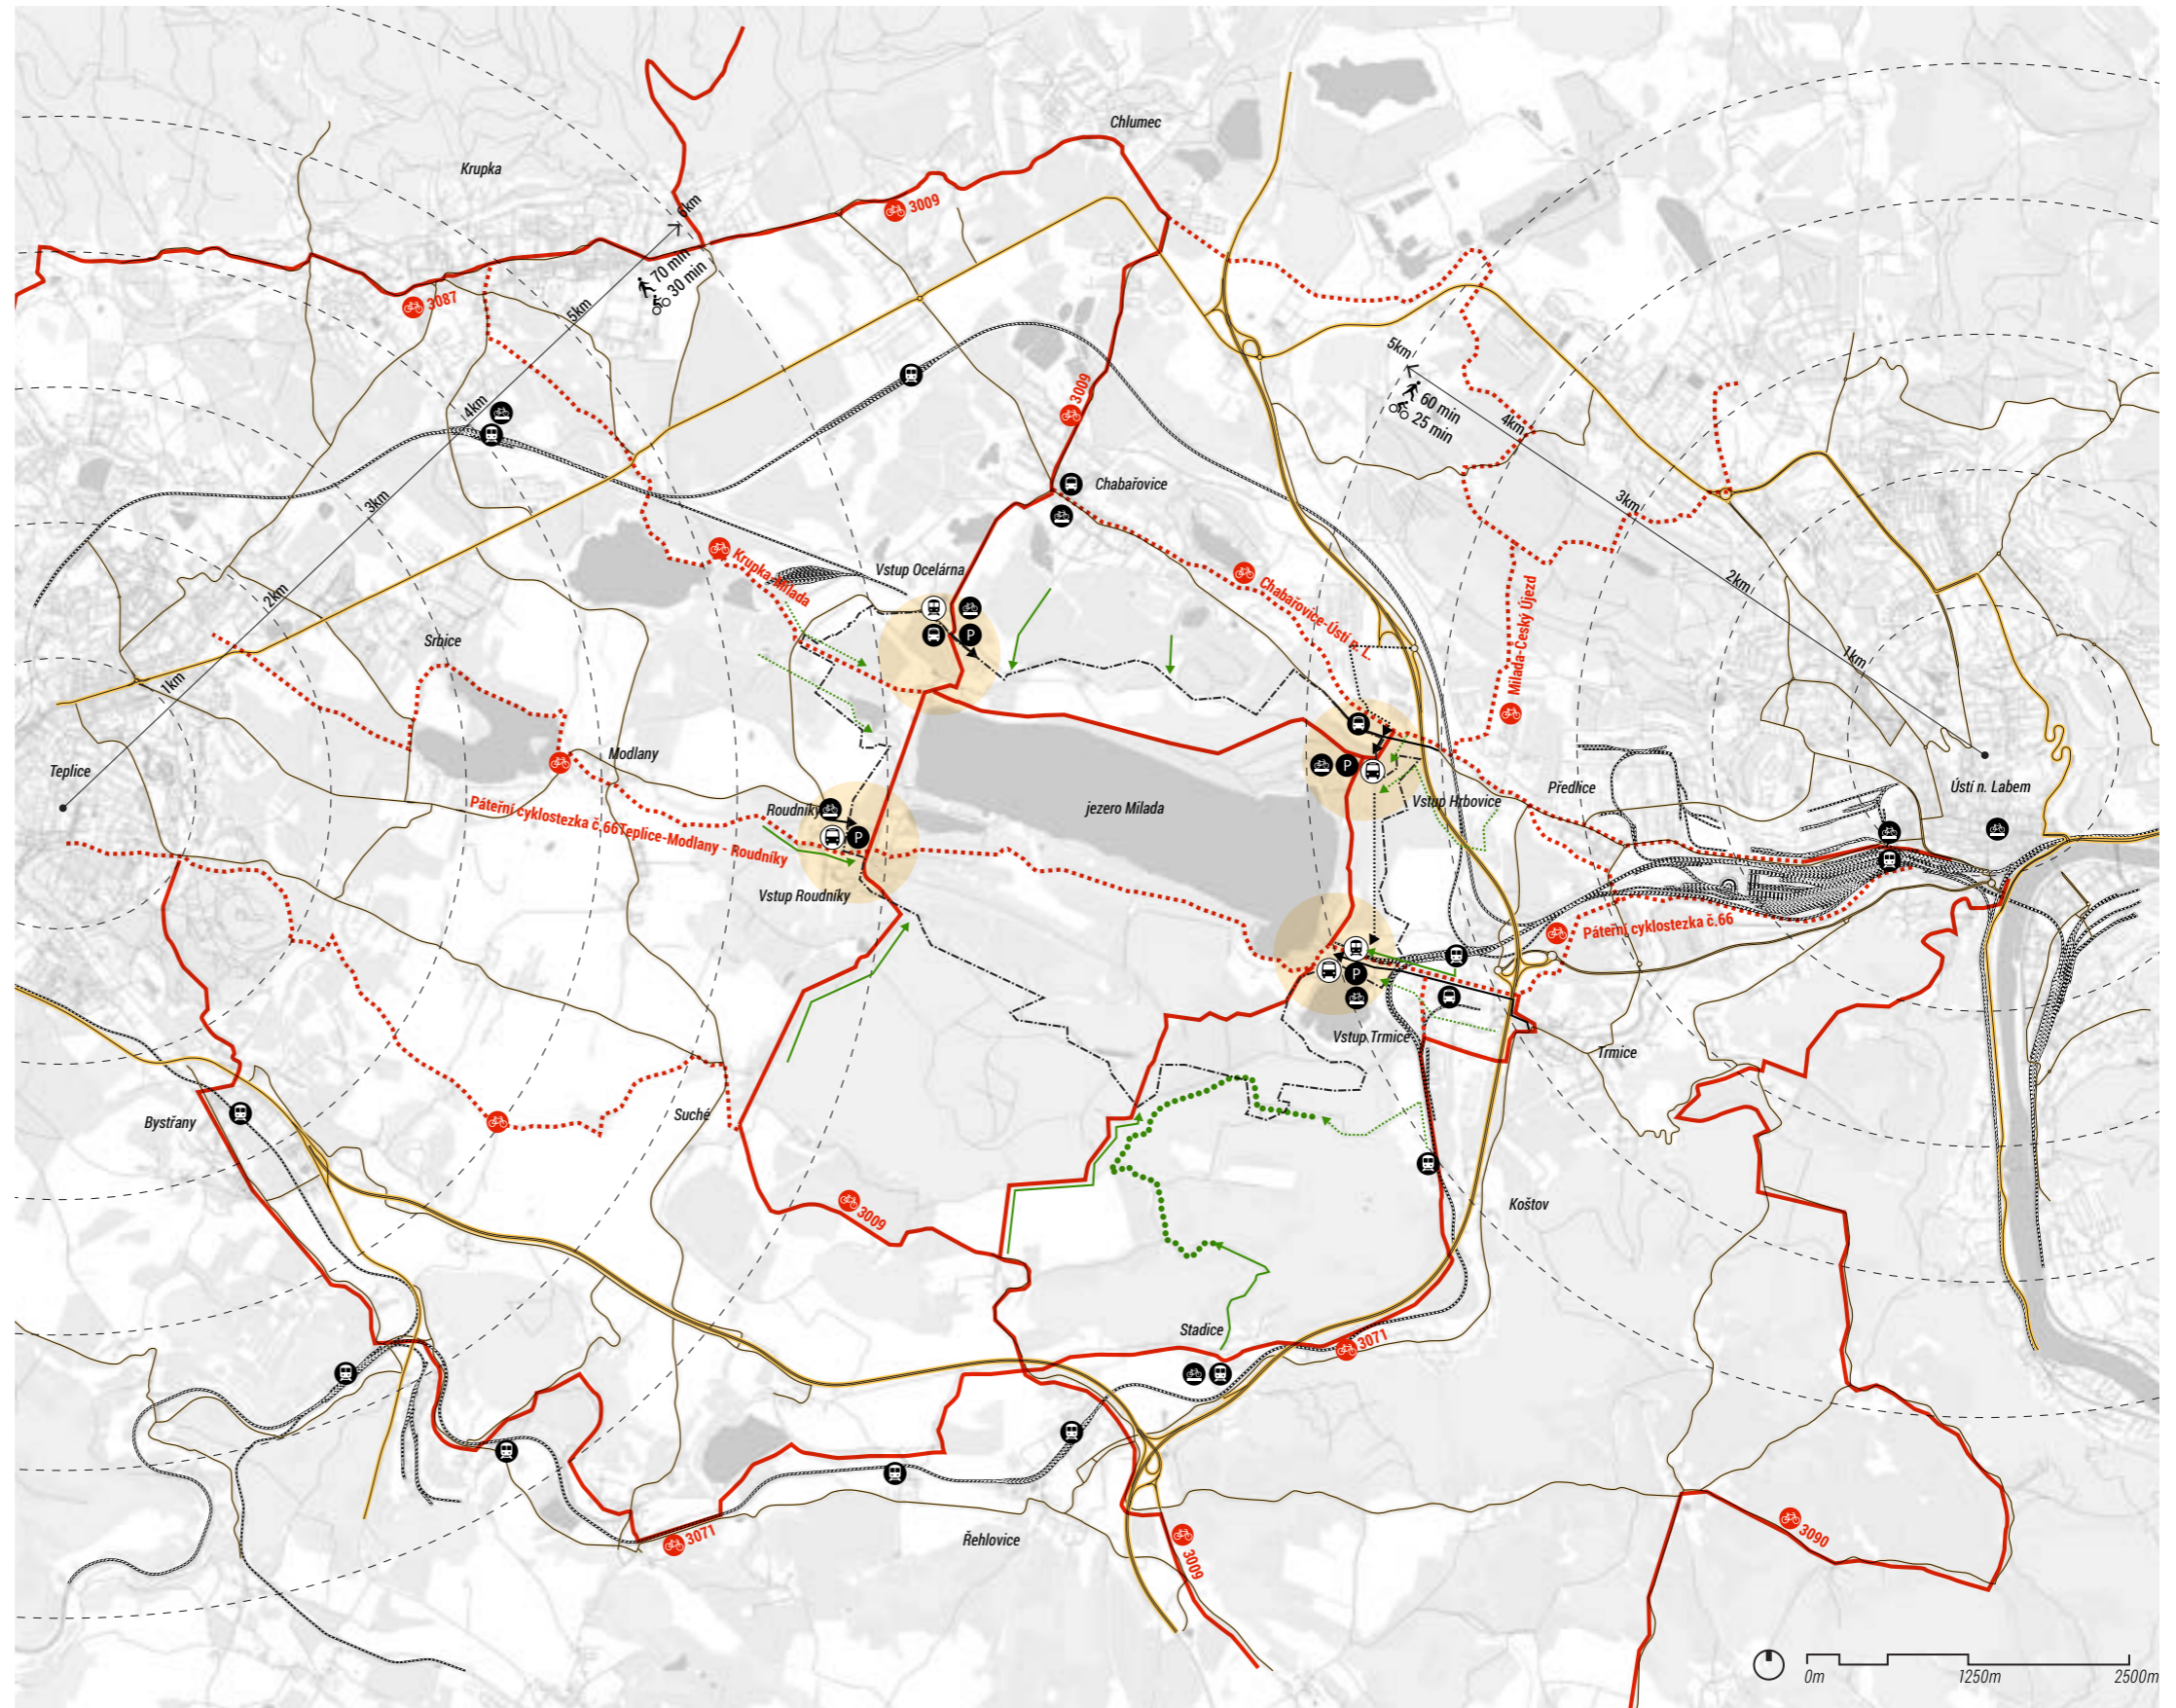 Chlumec
Krupka
6km
3009
70 min
30 min
3087
5km
5km
60 min
25 min
4km
4km
3009
Chabařovice
3km
3km
Vstup Ocelárna
Krupka-Milada
Chabařovice-Ústí n. L.
Milada-Český Újezd
2km
2km
Srbice
1km
1km
Modlany
Teplice
Páteřní cyklostezka č.66Teplice-Modlany - Roudníky
Roudníky
jezero Milada
Vstup Hrbovice
Předlice
Ústí n. Labem
Vstup Roudníky
Páteřní cyklostezka č.66
P
P
P
P
Vstup Trmice
Trmice
Bystřany
Suché
3009
Koštov
Stadice
3071
3071
Řehlovice
3009
3090
0m
1250m
2500m